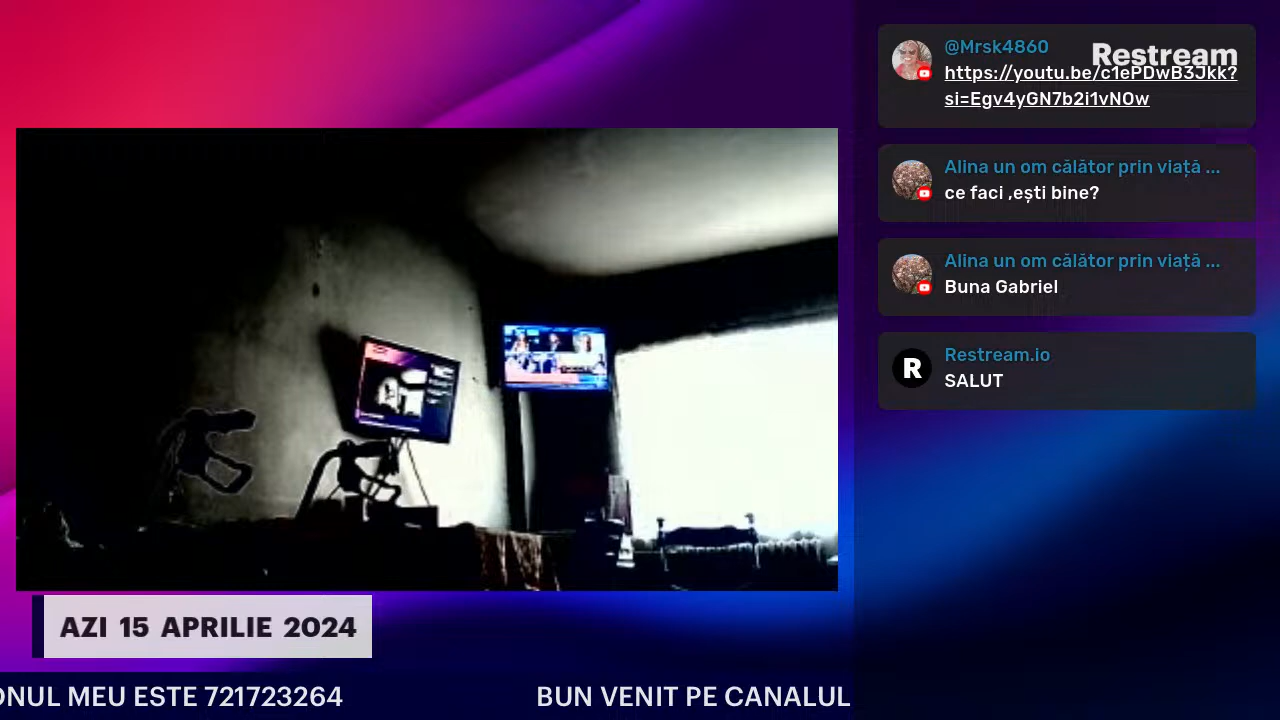 @Mrsk4860
Restream
https://youtu.be/c1ePDwB3Jkk?
si=Egv4yGN7b2i1vNOw
Alina un om călător prin viață ...
ce faci ,ești bine?
Alina un om călător prin viață ...
Buna Gabriel
R
Restream.io
SALUT
AZI 15 APRILIE 2024
ONUL MEU ESTE 721723264
BUN VENIT PE CANALUL